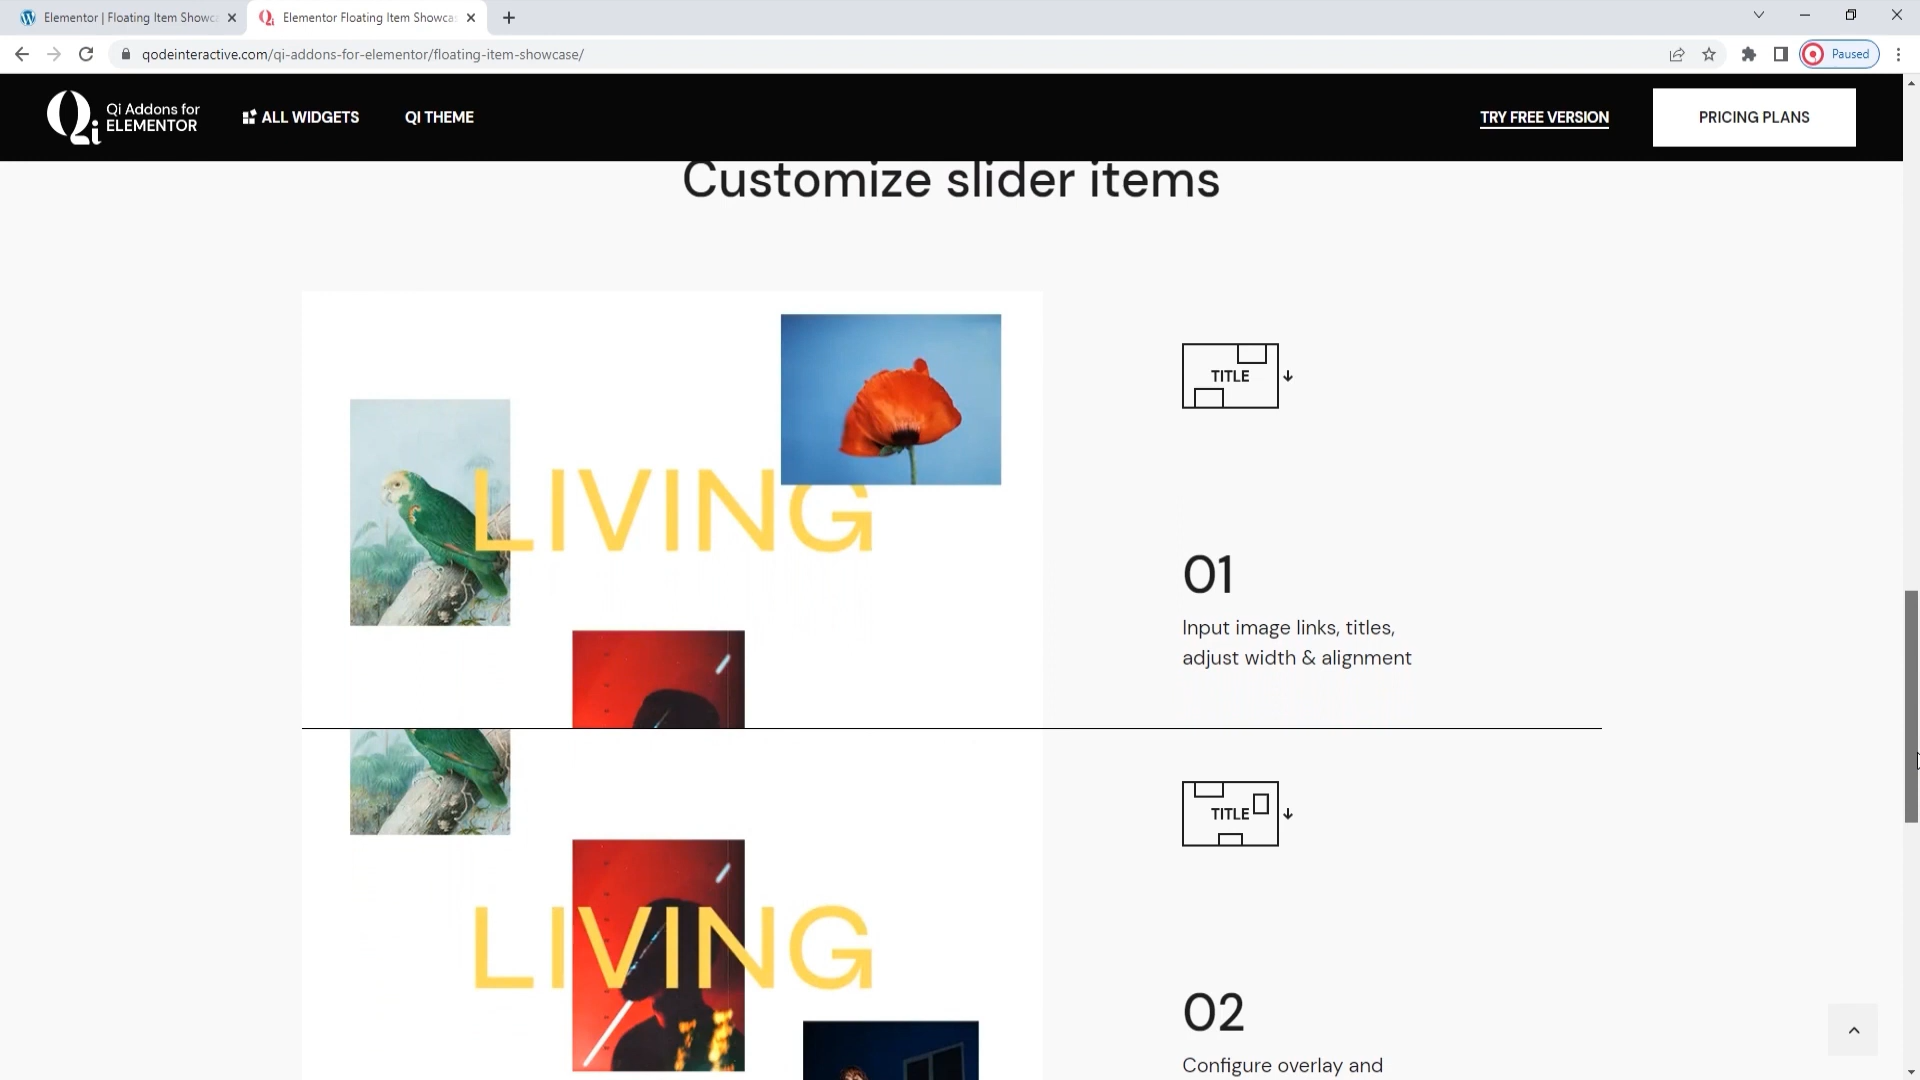 Elementor | Floating Item Showc
Elementor Floating Item Showca
qodeinteractive.com/qi-addons-for-elementor/floating-item-showcase/
Paused
Qi
Qi Addons for
ELEMENTOR
ALL WIDGETS
QI THEME
TRY FREE VERSION
PRICING PLANS
Customize slider items
LIVING
TITLE
01
Input image links, titles,
adjust width & alignment
LIVING
TITLE
02
Configure overlay and